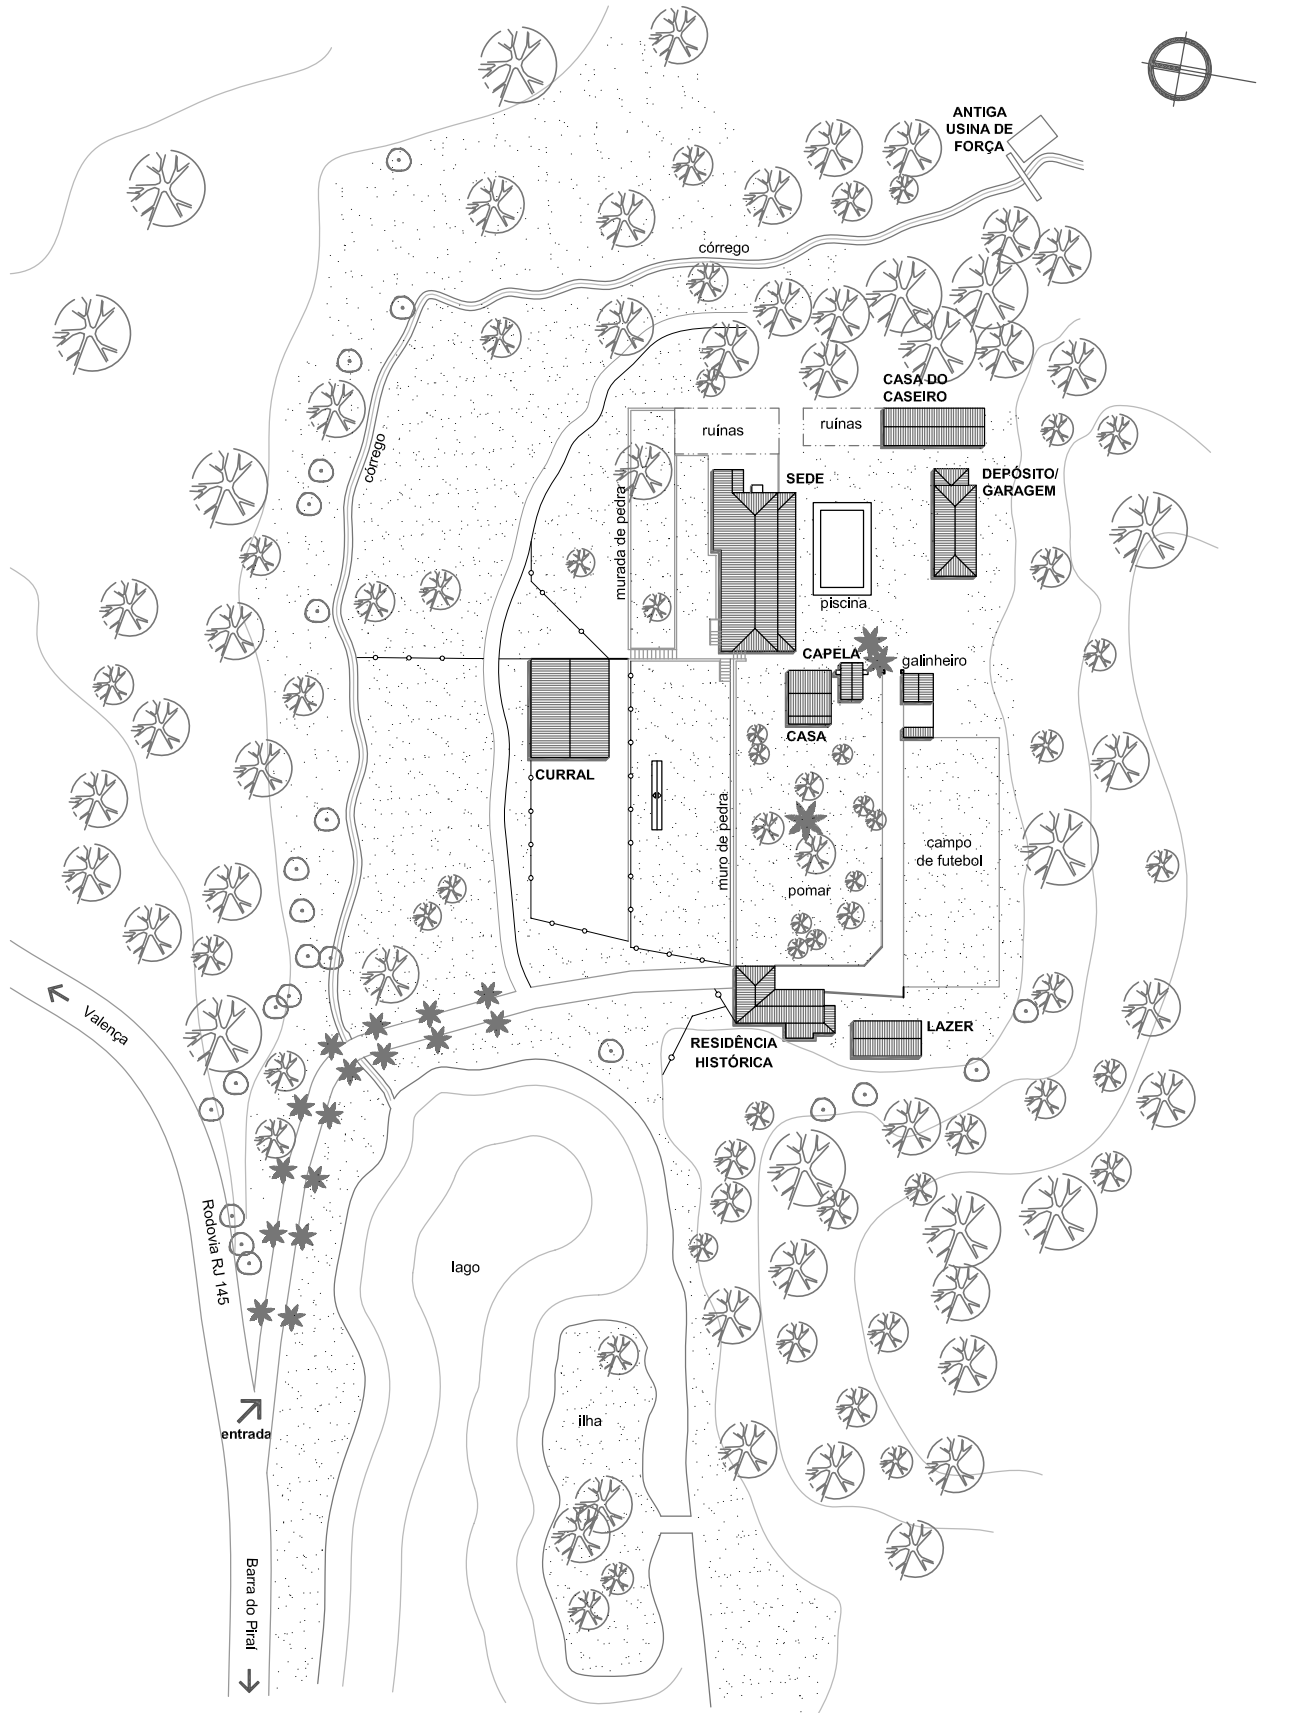 ANTIGA
USINA DE
FORÇA
córrego
CASA DO
CASEIRO
ruínas
ruínas
córrego
SEDE
DEPÓSITO/
GARAGEM
murada de pedra
piscina
CAPELA
galinheiro
CASA
CURRAL
muro de pedra
campo
de futebol
pomar
Valença
LAZER
RESIDÊNCIA
HISTÓRICA
Rodovia RJ 145
lago
ilha
entrada
Barra do Piraí